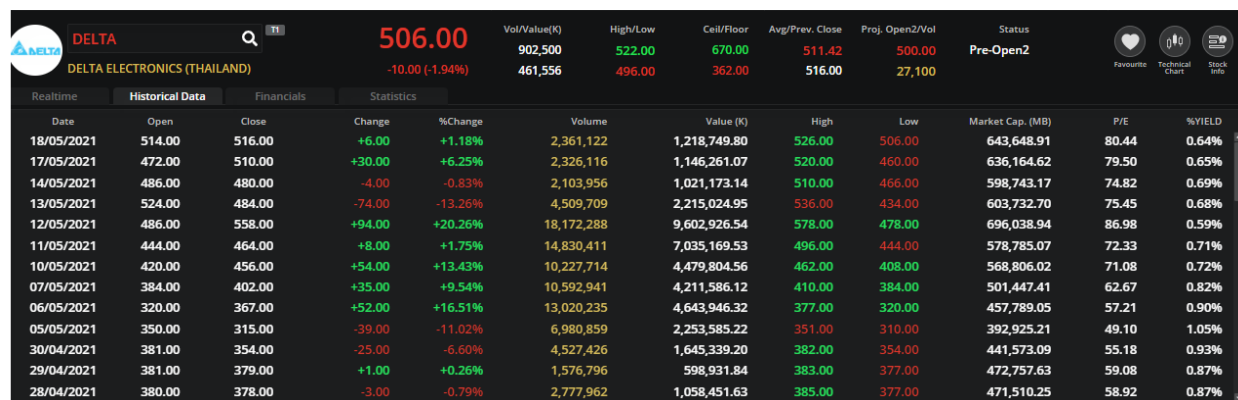 DELTA
DELTA T1 506.00 Vol/Value(K) High/Low Ceil/Floor Avg/Prev. Close Proj. Open2/Vol Status
902,500 522.00 670.00 511.42 500.00 Pre-Open2
DELTA ELECTRONICS (THAILAND) -10.00 (-1.94%) 461,556 496.00 362.00 516.00 27,100 Favourite Technical Chart Stock Info
Realtime Historical Data Financials Statistics
Date Open Close Change %Change Volume Value (K) High Low Market Cap. (MB) P/E %YIELD
18/05/2021 514.00 516.00 +6.00 +1.18% 2,361,122 1,218,749.80 526.00 506.00 643,648.91 80.44 0.64%
17/05/2021 472.00 510.00 +30.00 +6.25% 2,326,116 1,146,261.07 520.00 460.00 636,164.62 79.50 0.65%
14/05/2021 486.00 480.00 -4.00 -0.83% 2,103,956 1,021,173.14 510.00 466.00 598,743.17 74.82 0.69%
13/05/2021 524.00 484.00 -74.00 -13.26% 4,509,709 2,215,024.95 536.00 434.00 603,732.70 75.45 0.68%
12/05/2021 486.00 558.00 +94.00 +20.26% 18,172,288 9,602,926.54 578.00 478.00 696,038.94 86.98 0.59%
11/05/2021 444.00 464.00 +8.00 +1.75% 14,830,411 7,035,169.53 496.00 444.00 578,785.07 72.33 0.71%
10/05/2021 420.00 456.00 +54.00 +13.43% 10,227,714 4,479,804.56 462.00 408.00 568,806.02 71.08 0.72%
07/05/2021 384.00 402.00 +35.00 +9.54% 10,592,941 4,211,586.12 410.00 384.00 501,447.41 62.67 0.82%
06/05/2021 320.00 367.00 +52.00 +16.51% 13,020,235 4,643,946.32 377.00 320.00 457,789.05 57.21 0.90%
05/05/2021 350.00 315.00 -39.00 -11.02% 6,980,859 2,253,585.22 351.00 310.00 392,925.21 49.10 1.05%
30/04/2021 381.00 354.00 -25.00 -6.60% 4,527,426 1,645,339.20 382.00 354.00 441,573.09 55.18 0.93%
29/04/2021 381.00 379.00 +1.00 +0.26% 1,576,796 598,931.84 383.00 377.00 472,757.63 59.08 0.87%
28/04/2021 380.00 378.00 -3.00 -0.79% 2,777,962 1,058,451.63 385.00 377.00 471,510.25 58.92 0.87%